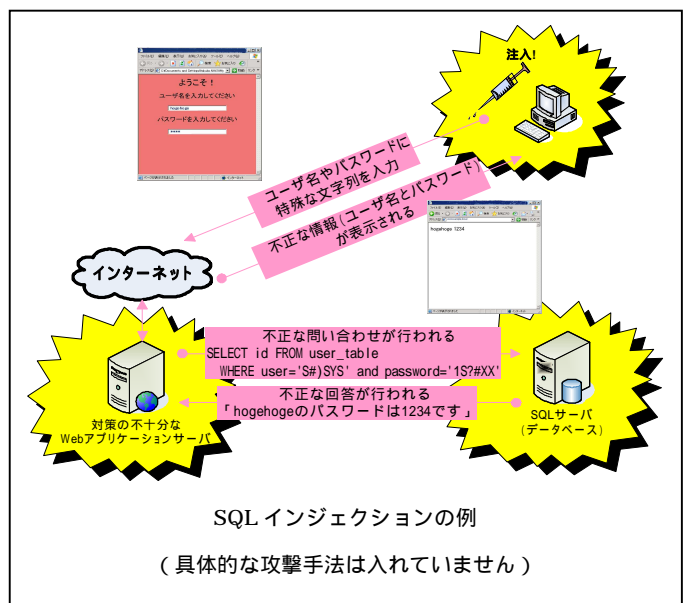 注入!
ようこそ！
ユーザ名を入力してください
hogehoge
パスワードを入力してください
*****
ユーザ名やパスワードに
特殊な文字列を入力
不正な情報(ユーザ名とパスワード)
が表示される
hogehoge 1234
インターネット
不正な問い合わせが行われる
SELECT id FROM user_table
WHERE user='S#)SYS' and password='1S?#XX'
不正な回答が行われる
「hogehogeのパスワードは1234です」
対策の不十分な
Webアプリケーションサーバ
SQLサーバ
(データベース)
SQL インジェクションの例
(具体的な攻撃手法は入れていません)